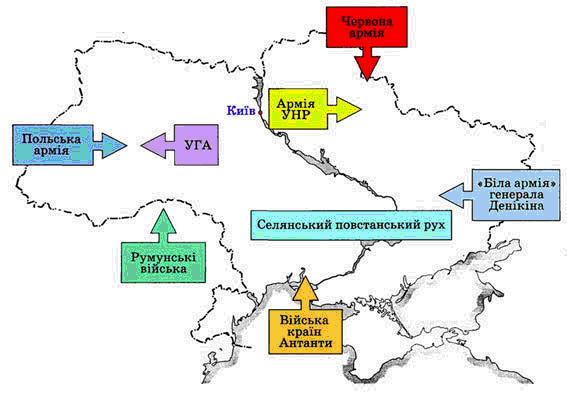 Червона
армія
Київ
Армія
УНР
Польська
армія
УГА
«Біла армія»
генерала
Денікіна
Селянський повстанський рух
Румунські
війська
Війська
країн
Антанти